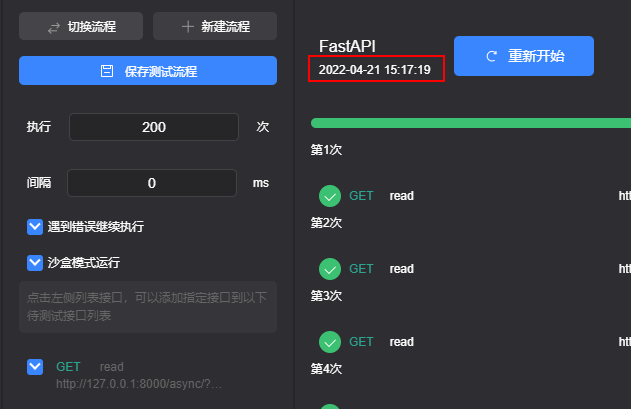 切换流程
新建流程
保存测试流程
执行 200 次
间隔 0 ms
遇到错误继续执行
沙盒模式运行
点击左侧列表接口，可以添加指定接口到以下
待测试接口列表
GET read
http://127.0.0.1:8000/async/?...
FastAPI
2022-04-21 15:17:19
重新开始
第1次
GET read htt
第2次
GET read htt
第3次
GET read htt
第4次